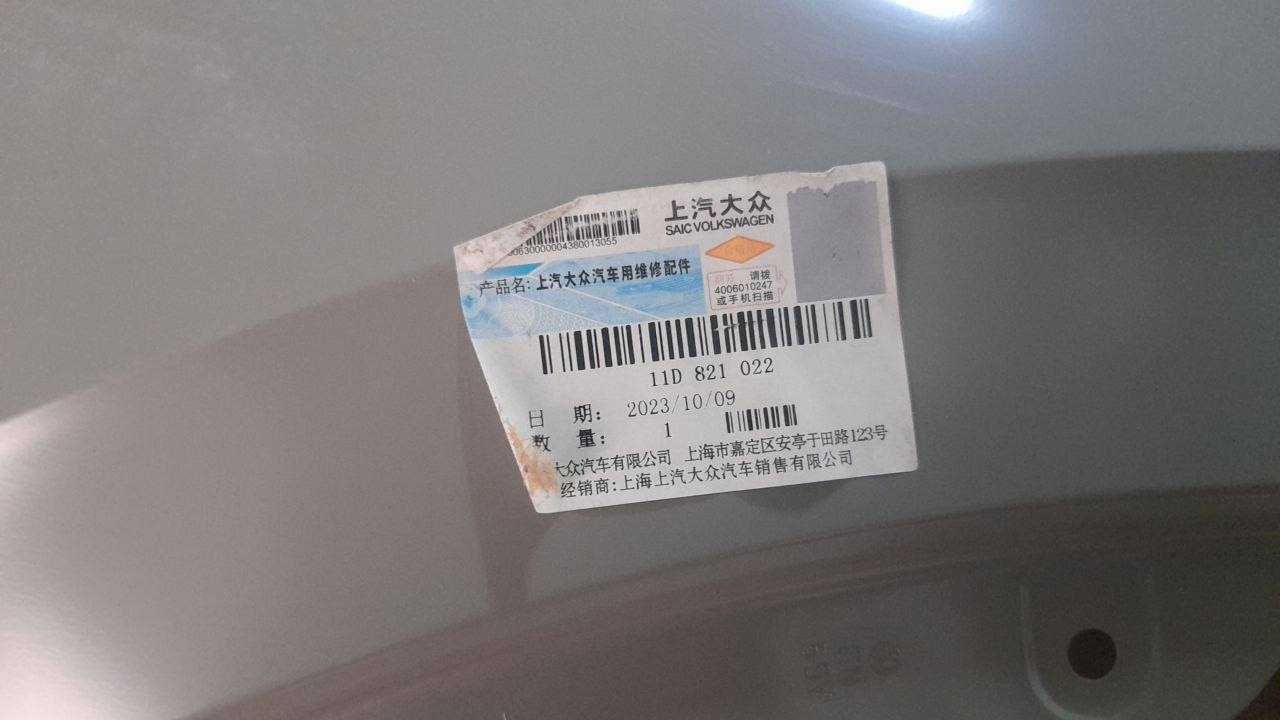 上汽大众
SAIC VOLKSWAGEN
0630000004380013055
产品名:上汽大众汽车用维修配件
请拨
4006010247
或手机扫描
11D 821 022
日 期: 2023/10/09
数 量: 1
大众汽车有限公司 上海市嘉定区安亭于田路123号
经销商:上海上汽大众汽车销售有限公司